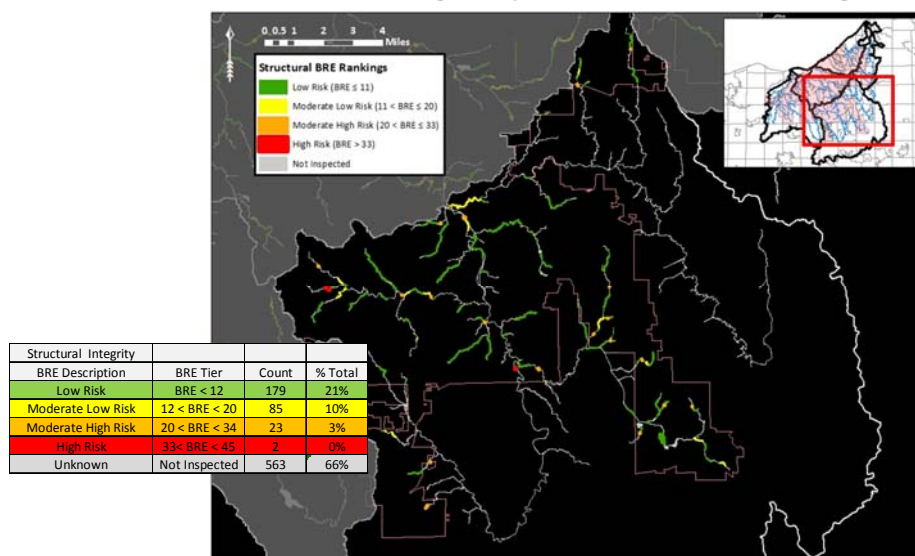 0 0.5 1 2 3 4
Miles
Structural BRE Rankings
Low Risk (BRE ≤ 11)
Moderate Low Risk (11 < BRE ≤ 20)
Moderate High Risk (20 < BRE ≤ 33)
High Risk (BRE > 33)
Not Inspected
Structural Integrity
BRE Description BRE Tier Count % Total
Low Risk BRE < 12 179 21%
Moderate Low Risk 12 < BRE < 20 85 10%
Moderate High Risk 20 < BRE < 34 23 3%
High Risk 33< BRE < 45 2 0%
Unknown Not Inspected 563 66%